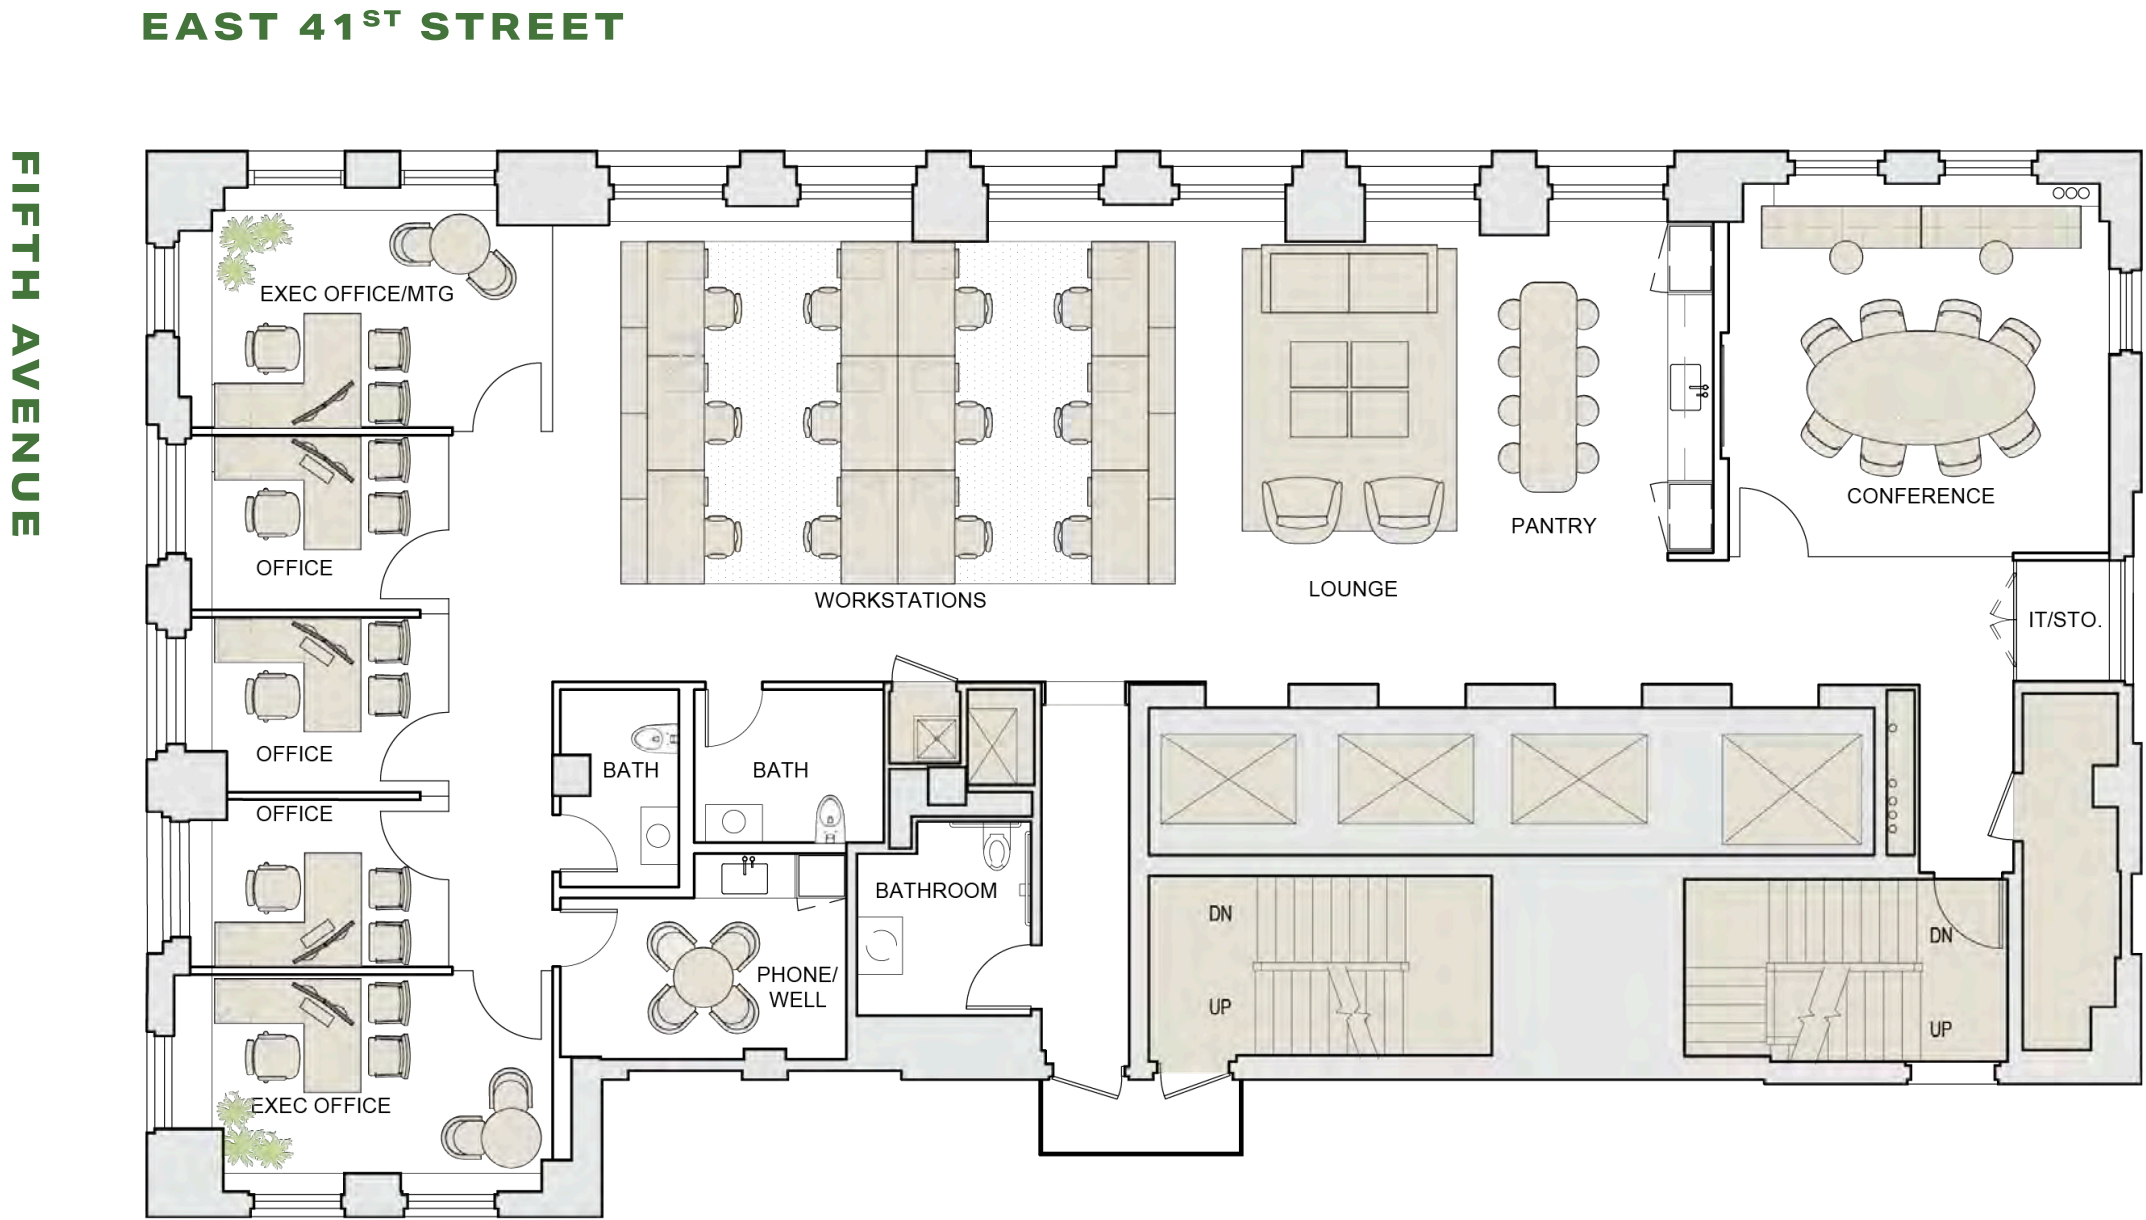 EAST 41ST STREET
FIFTH AVENUE
EXEC OFFICE/MTG
OFFICE
OFFICE
OFFICE
EXEC OFFICE
WORKSTATIONS
LOUNGE
PANTRY
CONFERENCE
IT/STO.
BATH
BATH
BATHROOM
PHONE/
WELL
DN
UP
DN
UP